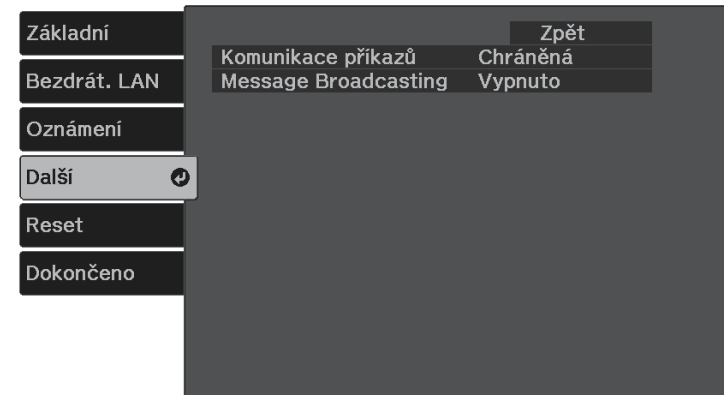 Základní
Bezdrát. LAN
Oznámení
Další
Reset
Dokončeno
Zpět
Komunikace příkazů Chráněná
Message Broadcasting Vypnuto